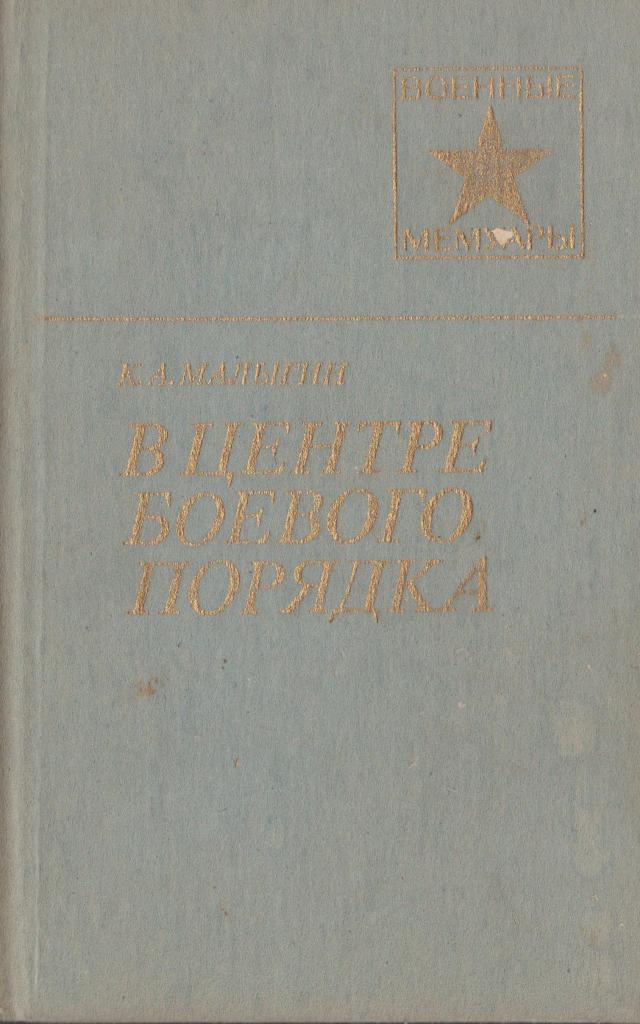 ВОЕННЫЕ
МЕМУАРЫ
К. А. МАЛЫГИН
В ЦЕНТРЕ
БОЕВОГО
ПОРЯДКА